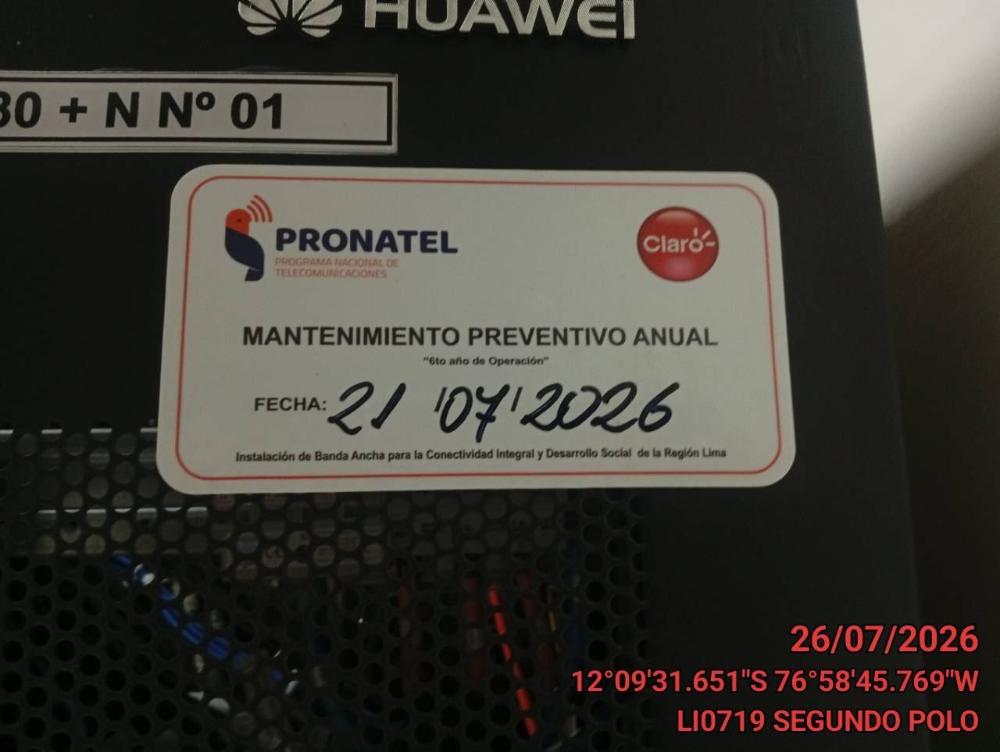 HUAWEI
30 + N Nº 01
PRONATEL
PROGRAMA NACIONAL DE
TELECOMUNICACIONES
Claro
MANTENIMIENTO PREVENTIVO ANUAL
"6to año de Operación"
FECHA: 21/07/2026
Instalación de Banda Ancha para la Conectividad Integral y Desarrollo Social de la Región Lima
26/07/2026
12°09'31.651"S 76°58'45.769"W
LI0719 SEGUNDO POLO